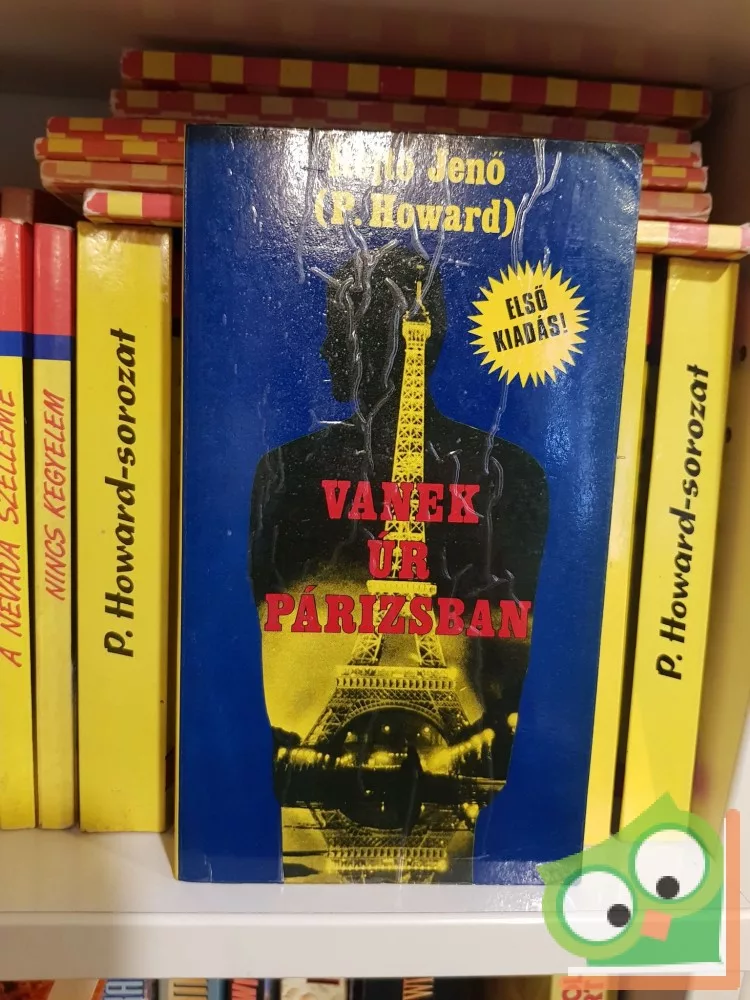 Rejtő Jenő
(P. Howard)
ELSŐ
KIADÁS!
VANEK
ÚR
PÁRIZSBAN
A NEVADA SZELLEME
NINCS KEGYELEM
P. Howard-sorozat
P. Howard-sorozat